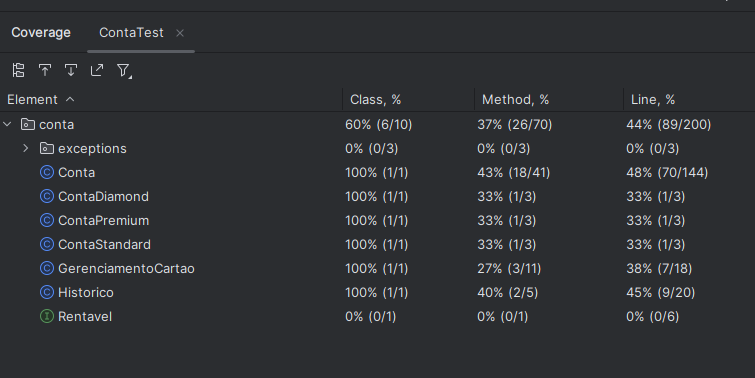 Coverage ContaTest
Element Class, % Method, % Line, %
conta 60% (6/10) 37% (26/70) 44% (89/200)
exceptions 0% (0/3) 0% (0/3) 0% (0/3)
Conta 100% (1/1) 43% (18/41) 48% (70/144)
ContaDiamond 100% (1/1) 33% (1/3) 33% (1/3)
ContaPremium 100% (1/1) 33% (1/3) 33% (1/3)
ContaStandard 100% (1/1) 33% (1/3) 33% (1/3)
GerenciamentoCartao 100% (1/1) 27% (3/11) 38% (7/18)
Historico 100% (1/1) 40% (2/5) 45% (9/20)
Rentavel 0% (0/1) 0% (0/1) 0% (0/6)